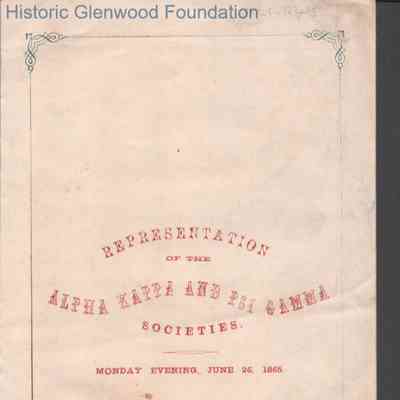 Historic Glenwood Foundation
REPRESENTATION
OF THE
ALPHA KAPPA AND PSI GAMMA
SOCIETIES.
MONDAY EVENING, JUNE 26, 1865.